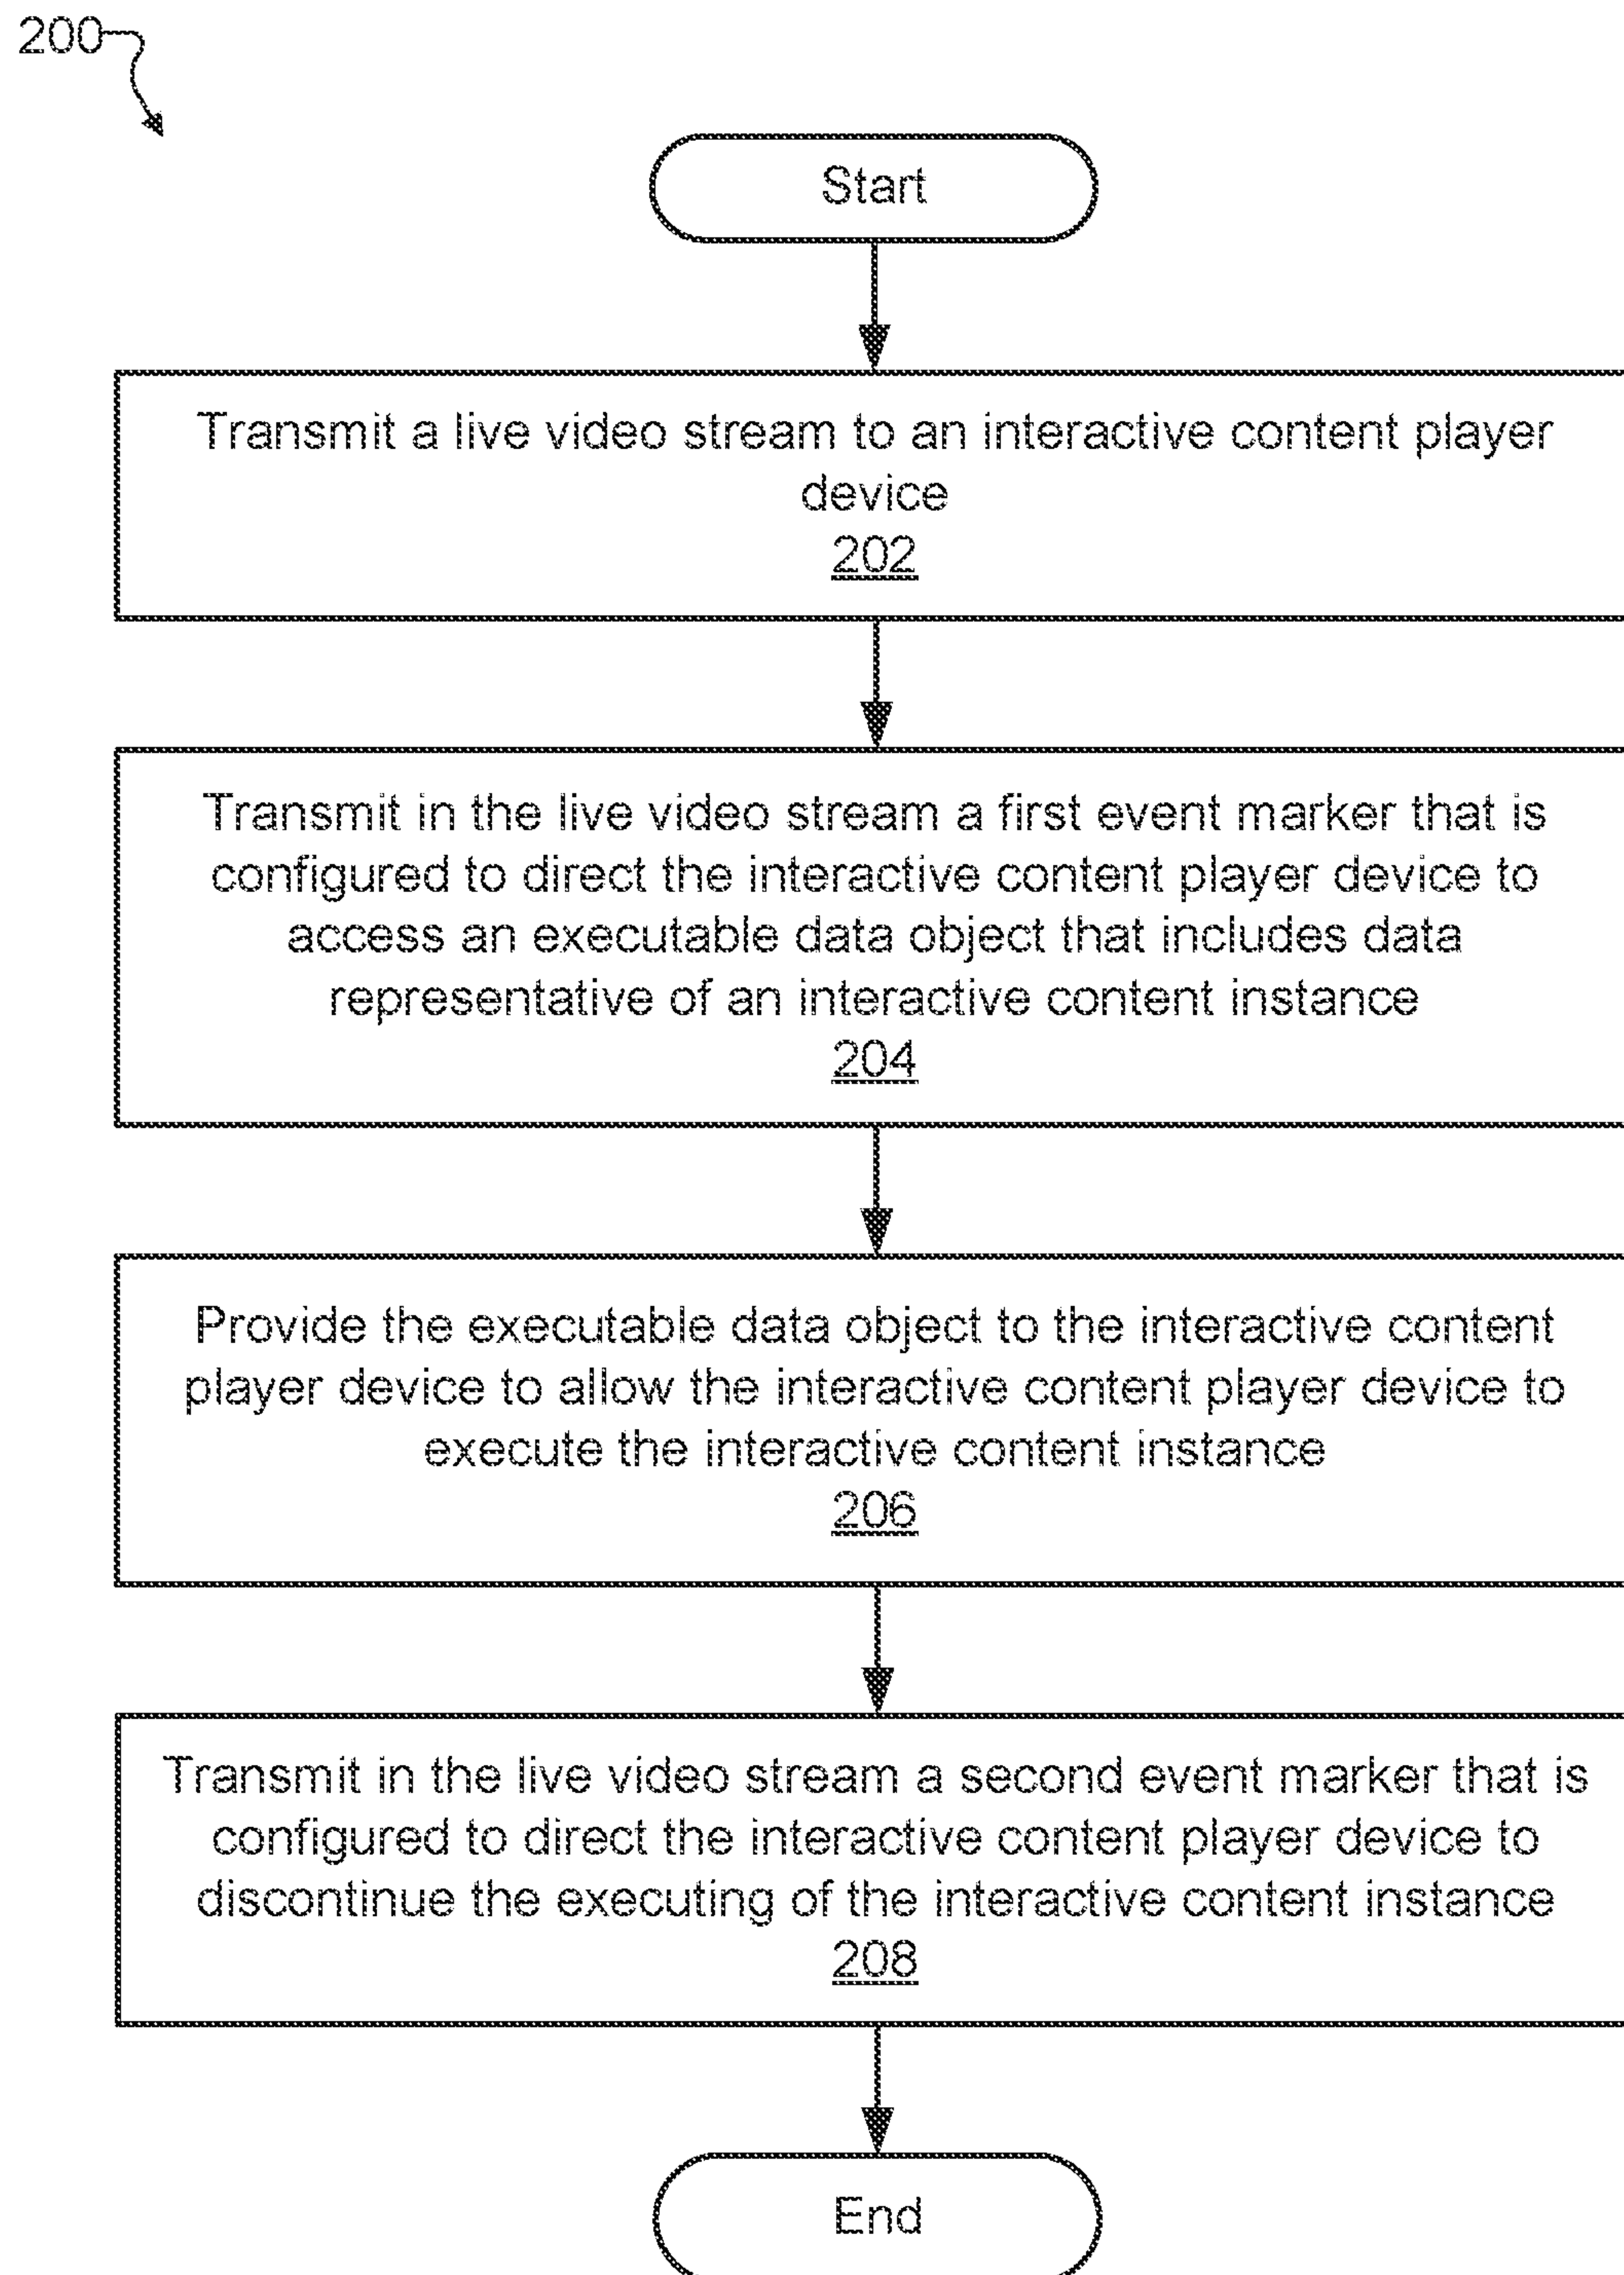 200
Start
Transmit a live video stream to an interactive content player
device
202
Transmit in the live video stream a first event marker that is
configured to direct the interactive content player device to
access an executable data object that includes data
representative of an interactive content instance
204
Provide the executable data object to the interactive content
player device to allow the interactive content player device to
execute the interactive content instance
206
Transmit in the live video stream a second event marker that is
configured to direct the interactive content player device to
discontinue the executing of the interactive content instance
208
End